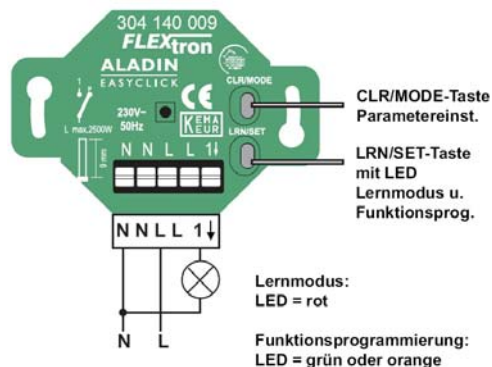 304 140 009
FLEXtron
ALADIN
EASYCLICK
CLR/MODE
1
L max.2500W
230V~
50Hz
CE
KEMA
EUR
LRN/SET
9 mm
N N L L 1↓
N N L L 1↓
N L
CLR/MODE-Taste
Parametereinst.
LRN/SET-Taste
mit LED
Lernmodus u.
Funktionsprog.
Lernmodus:
LED = rot
Funktionsprogrammierung:
LED = grün oder orange